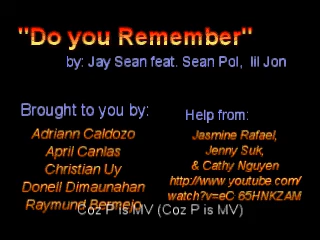 "Do you Remember"
by: Jay Sean feat. Sean Pol, lil Jon
Brought to you by:
Adriann Caldozo
April Canlas
Christian Uy
Donell Dimaunahan
Raymund Bermejo
Help from:
Jasmine Rafael,
Jenny Suk,
& Cathy Nguyen
http://www youtube com/
watch?v=eC 65HNKZAM
Coz P is MV (Coz P is MV)